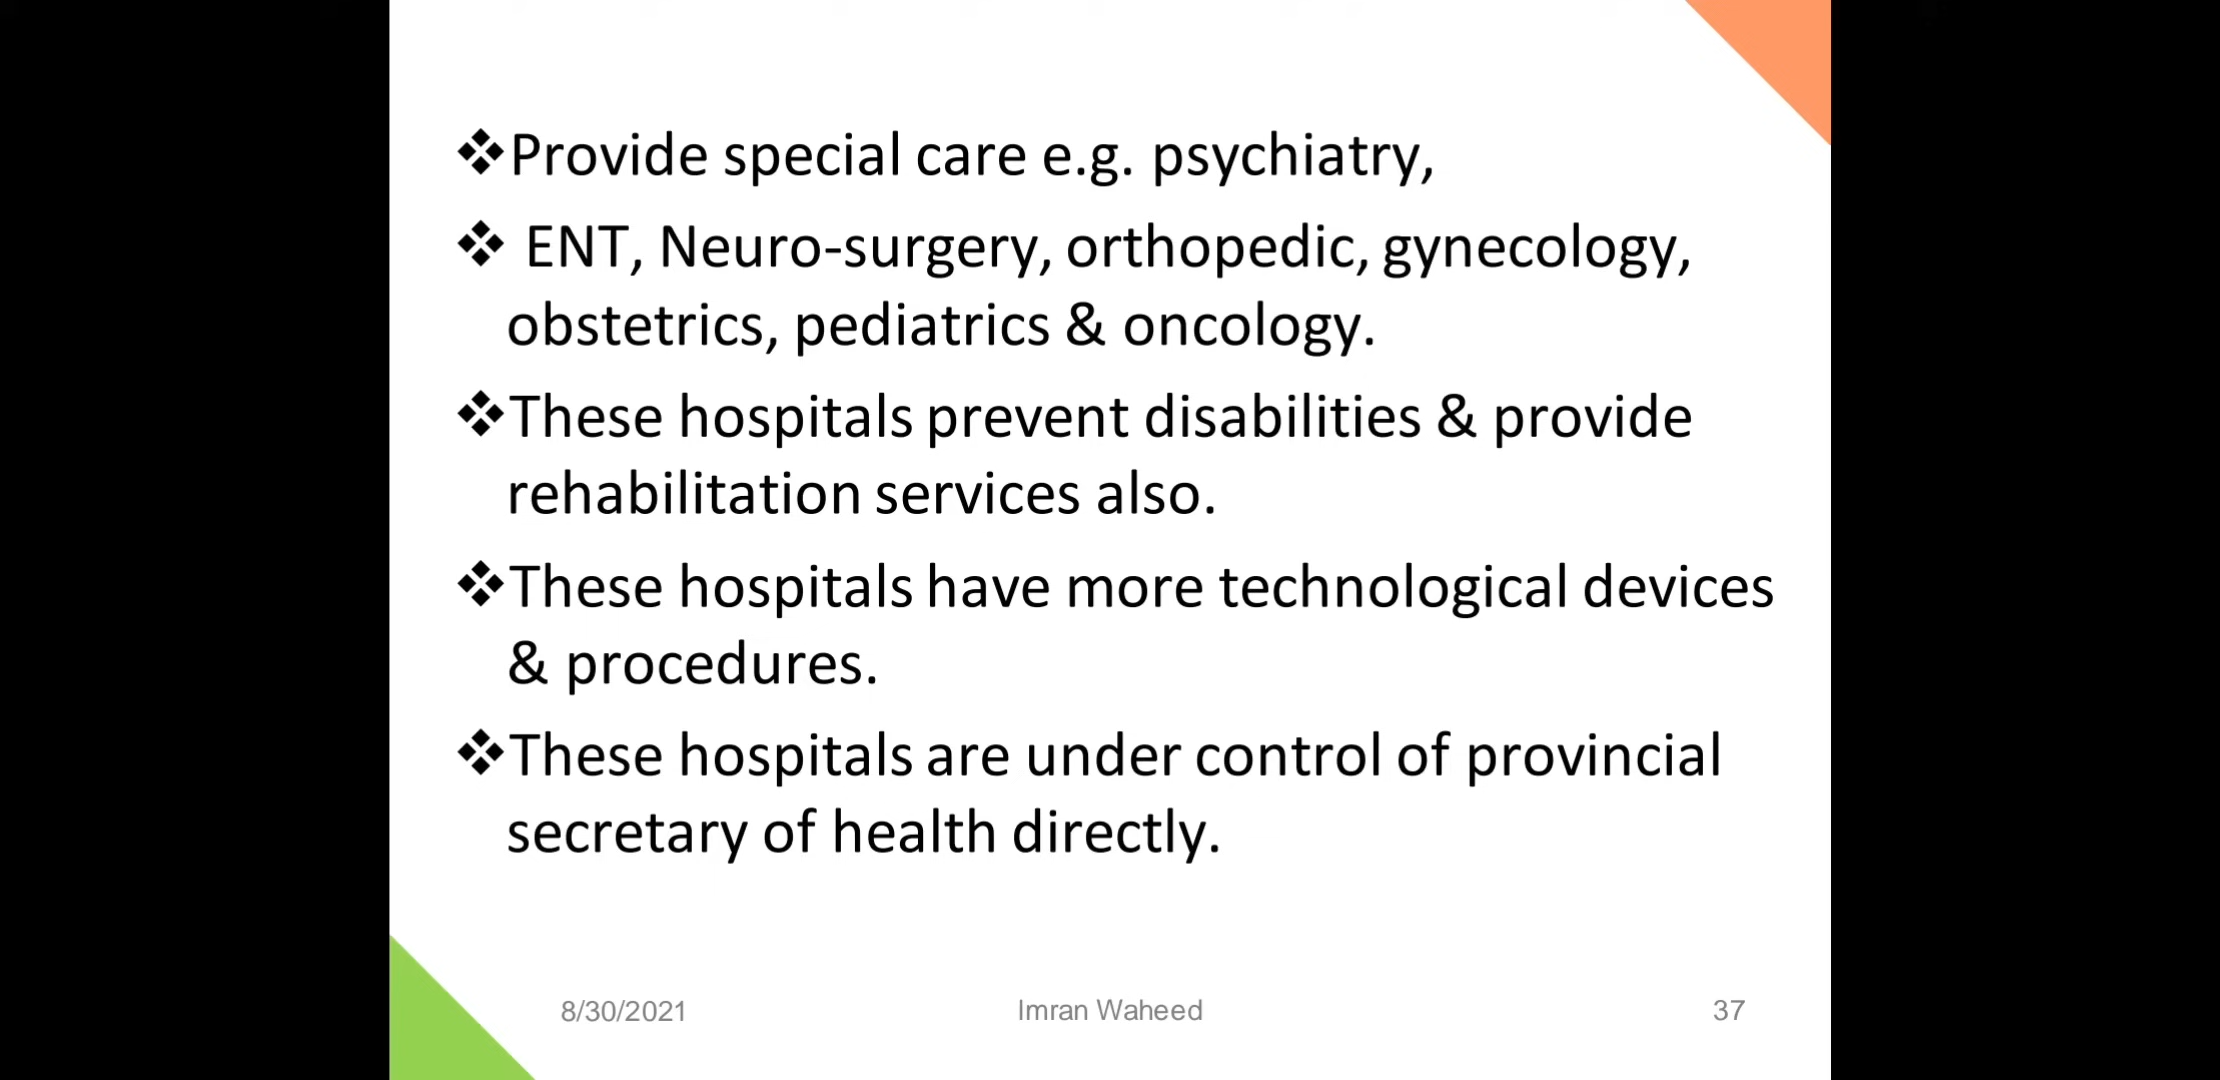 ❖Provide special care e.g. psychiatry,
❖ ENT, Neuro-surgery, orthopedic, gynecology,
obstetrics, pediatrics & oncology.
❖These hospitals prevent disabilities & provide
rehabilitation services also.
❖These hospitals have more technological devices
& procedures.
❖These hospitals are under control of provincial
secretary of health directly.
8/30/2021
Imran Waheed
37